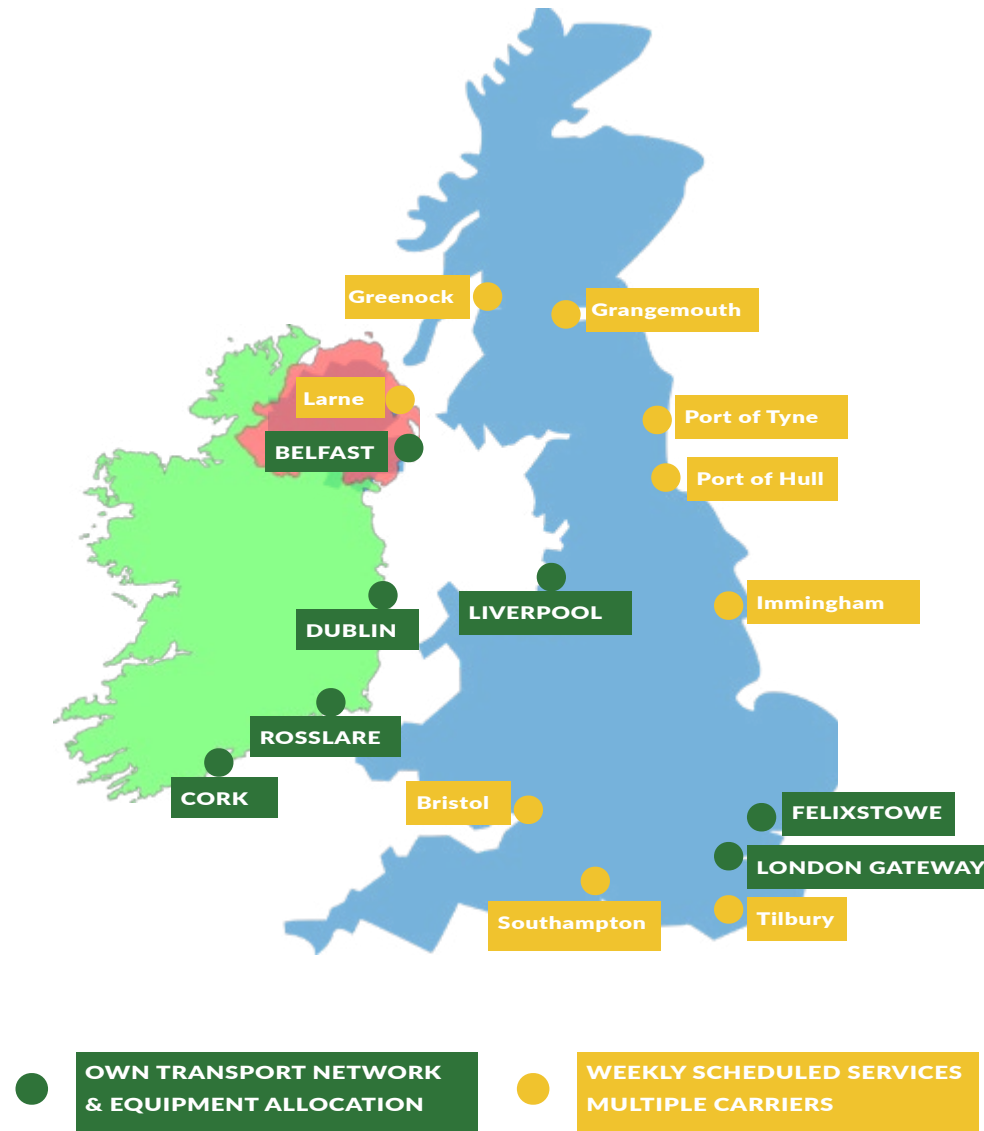 Greenock
Grangemouth
Larne
Port of Tyne
BELFAST
Port of Hull
Immingham
LIVERPOOL
DUBLIN
ROSSLARE
CORK
Bristol
FELIXSTOWE
LONDON GATEWAY
Southampton
Tilbury
OWN TRANSPORT NETWORK
& EQUIPMENT ALLOCATION
WEEKLY SCHEDULED SERVICES
MULTIPLE CARRIERS